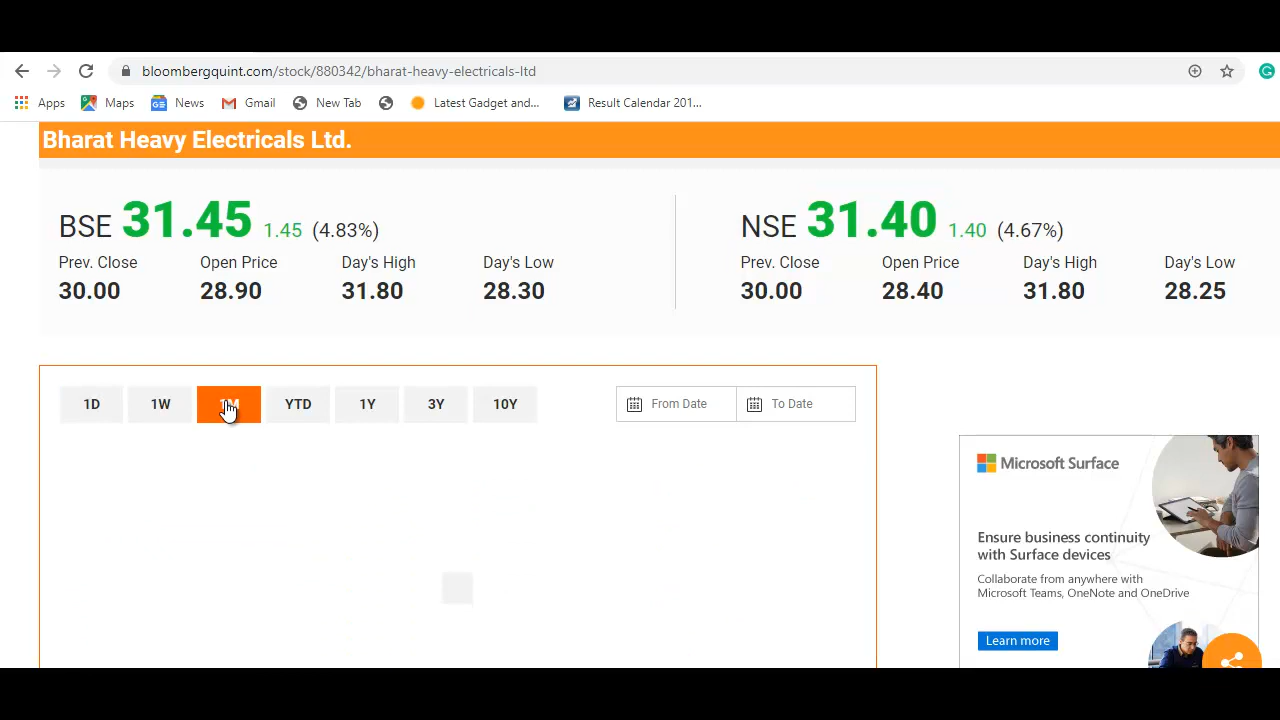 bloombergquint.com/stock/880342/bharat-heavy-electricals-ltd
Apps Maps News Gmail New Tab Latest Gadget and... Result Calendar 201...
Bharat Heavy Electricals Ltd.
BSE 31.45 1.45 (4.83%)
Prev. Close Open Price Day's High Day's Low
30.00 28.90 31.80 28.30
NSE 31.40 1.40 (4.67%)
Prev. Close Open Price Day's High Day's Low
30.00 28.40 31.80 28.25
1D 1W 1M YTD 1Y 3Y 10Y From Date To Date
Microsoft Surface
Ensure business continuity
with Surface devices
Collaborate from anywhere with
Microsoft Teams, OneNote and OneDrive
Learn more